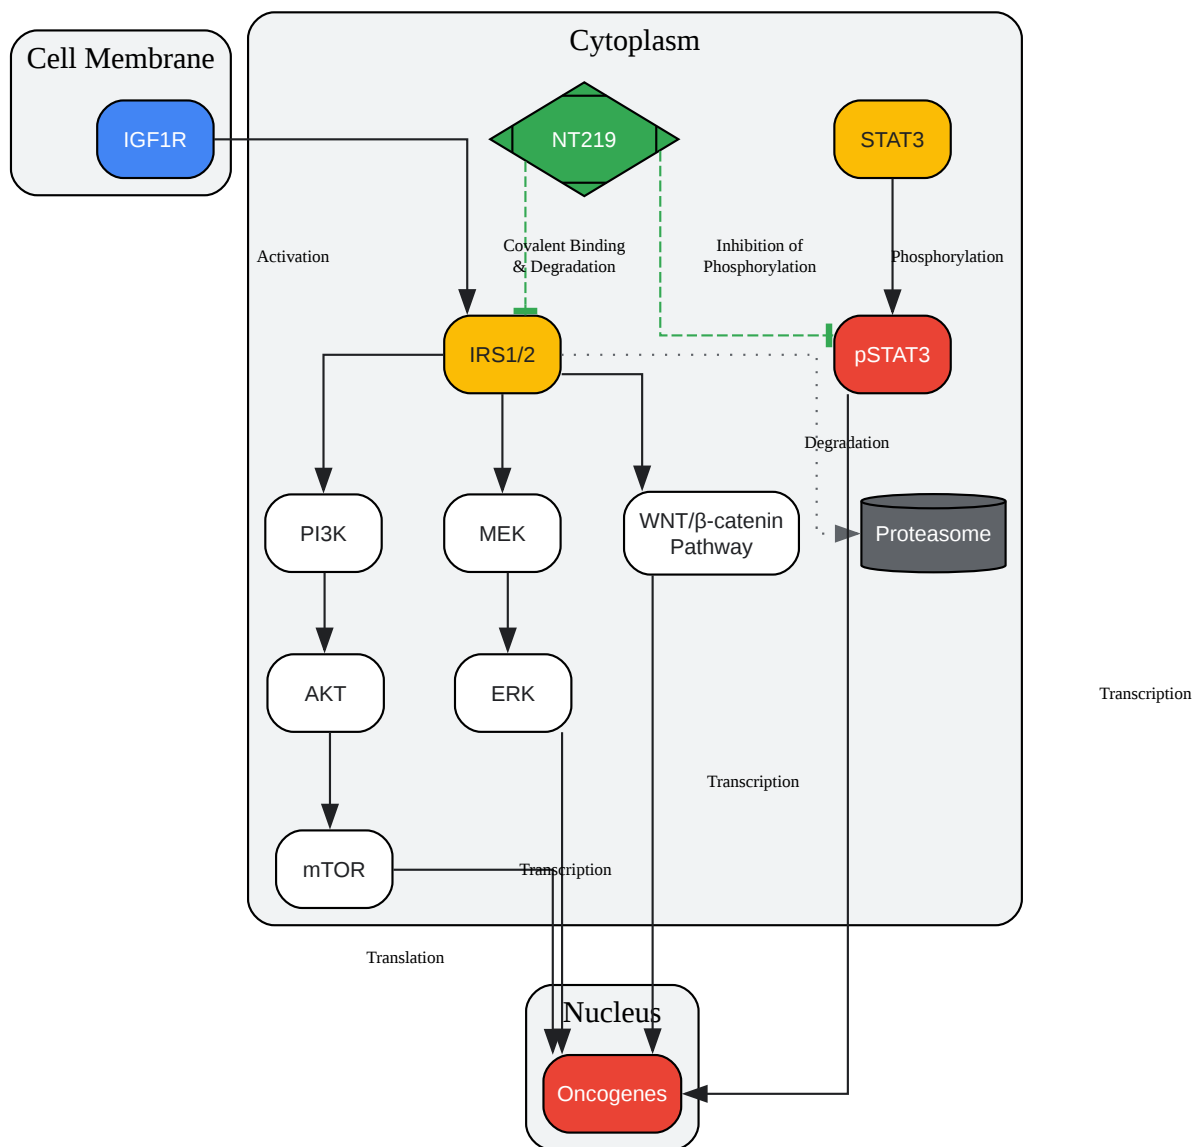 Cytoplasm
Cell Membrane
IGF1R
NT219
STAT3
Activation
Covalent Binding
& Degradation
Inhibition of
Phosphorylation
Phosphorylation
IRS1/2
pSTAT3
Degradation
PI3K
MEK
WNT/β-catenin
Pathway
Proteasome
AKT
ERK
Transcription
Transcription
mTOR
Transcription
Translation
Nucleus
Oncogenes